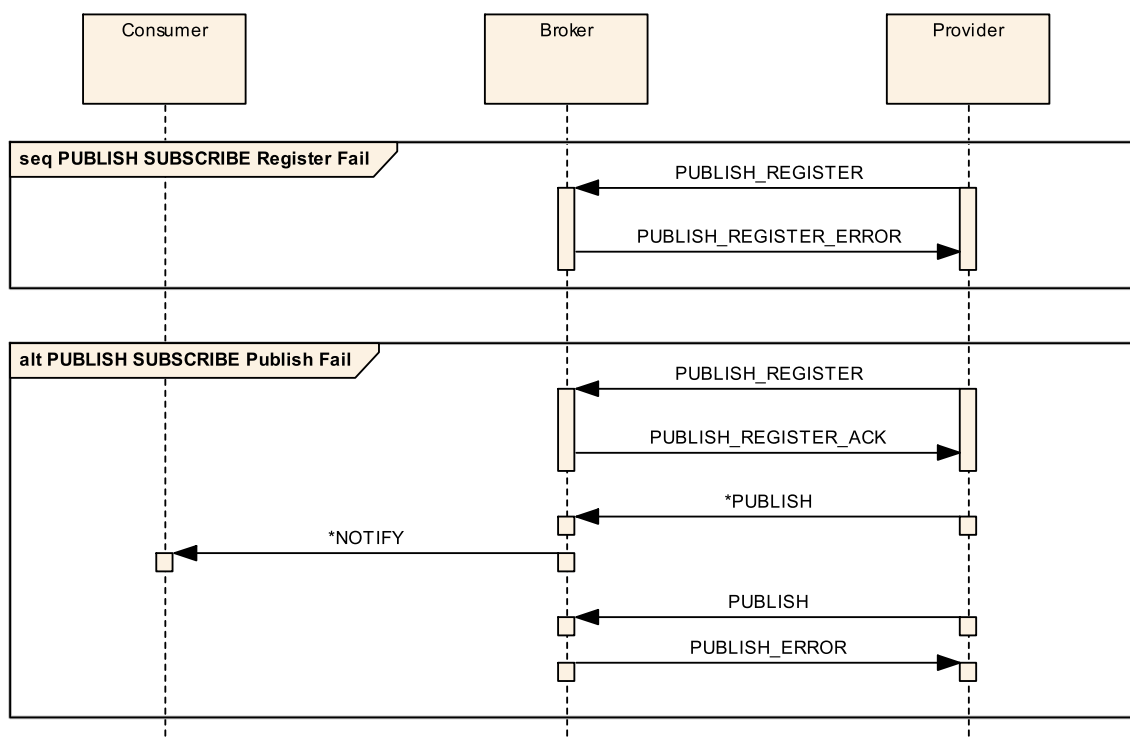 Consumer
Broker
Provider
seq PUBLISH SUBSCRIBE Register Fail
PUBLISH_REGISTER
PUBLISH_REGISTER_ERROR
alt PUBLISH SUBSCRIBE Publish Fail
PUBLISH_REGISTER
PUBLISH_REGISTER_ACK
*PUBLISH
*NOTIFY
PUBLISH
PUBLISH_ERROR